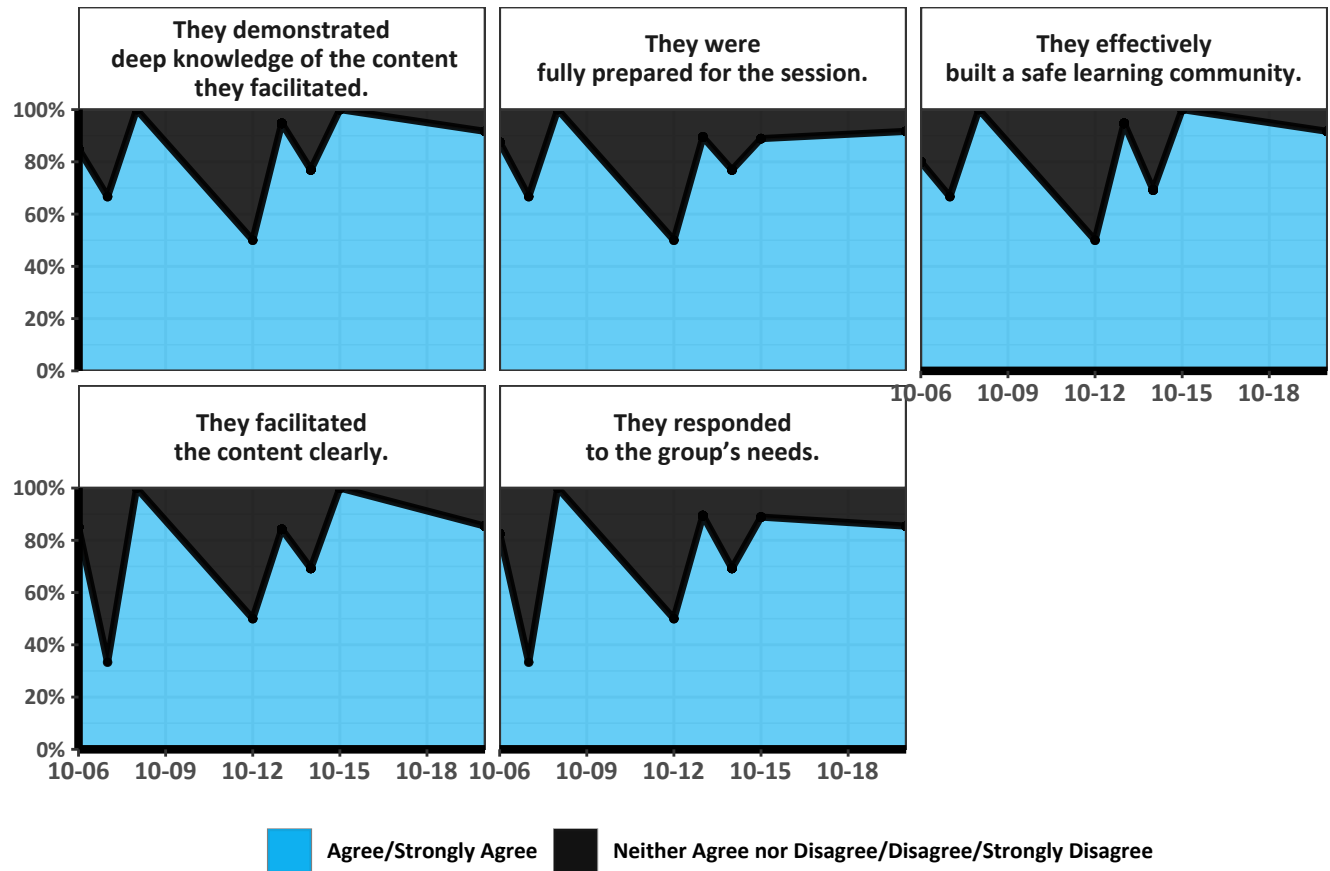 They demonstrated
deep knowledge of the content
they facilitated.
They were
fully prepared for the session.
They effectively
built a safe learning community.
100%
80%
60%
40%
20%
0%
10-06 10-09 10-12 10-15 10-18
They facilitated
the content clearly.
They responded
to the group’s needs.
100%
80%
60%
40%
20%
0%
10-06 10-09 10-12 10-15 10-18 10-06 10-09 10-12 10-15 10-18
Agree/Strongly Agree Neither Agree nor Disagree/Disagree/Strongly Disagree